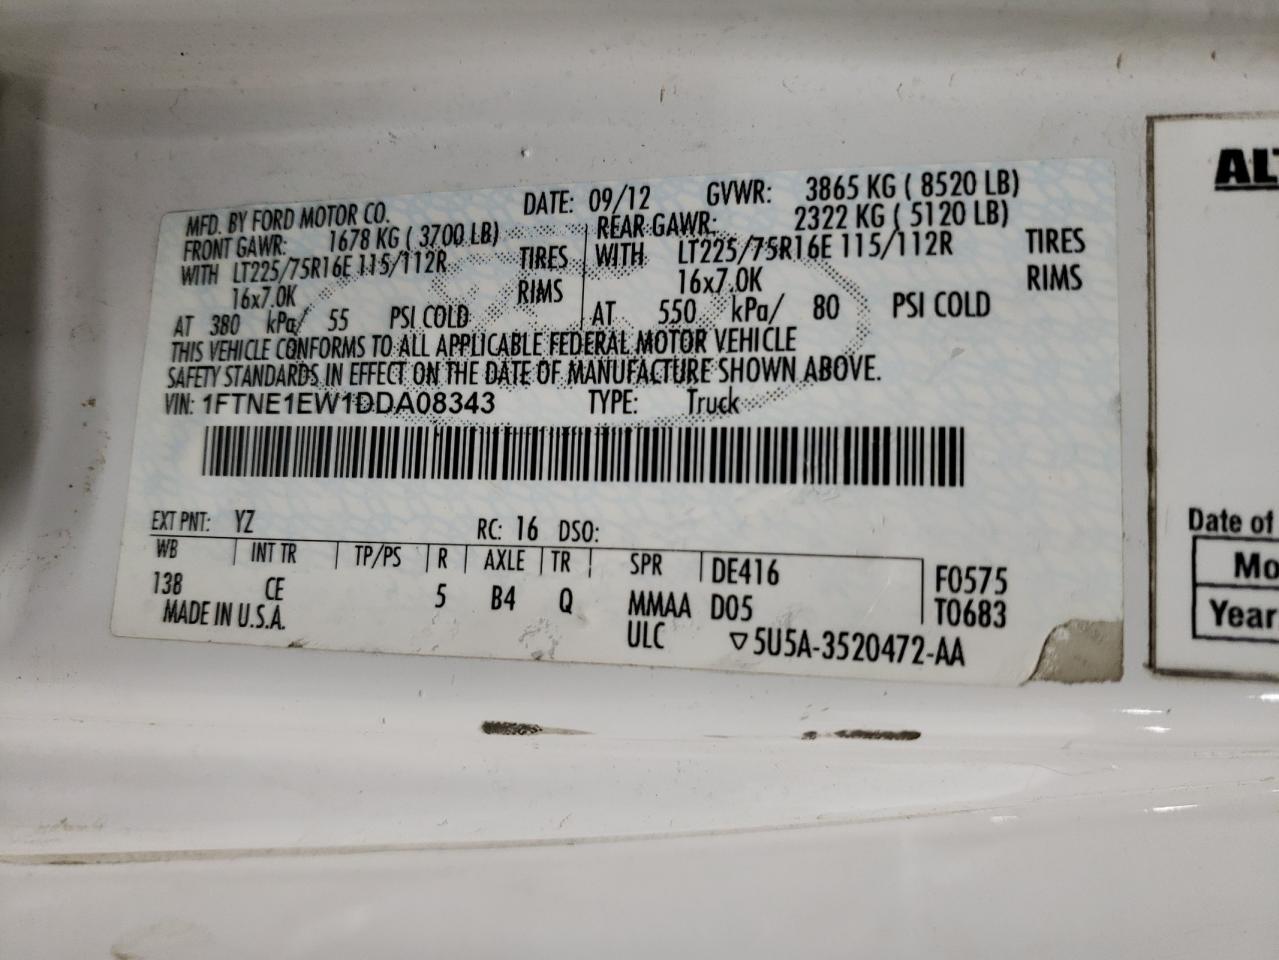 MFD. BY FORD MOTOR CO. DATE: 09/12 GVWR: 3865 KG ( 8520 LB)
FRONT GAWR: 1678 KG ( 3700 LB) REAR GAWR: 2322 KG ( 5120 LB)
WITH LT225/75R16E 115/112R TIRES WITH LT225/75R16E 115/112R TIRES
16x7.0K RIMS 16x7.0K RIMS
AT 380 kPa/ 55 PSI COLD AT 550 kPa/ 80 PSI COLD
THIS VEHICLE CONFORMS TO ALL APPLICABLE FEDERAL MOTOR VEHICLE
SAFETY STANDARDS IN EFFECT ON THE DATE OF MANUFACTURE SHOWN ABOVE.
VIN: 1FTNE1EW1DDA08343 TYPE: Truck
EXT PNT: YZ RC: 16 DSO:
WB INT TR TP/PS R AXLE TR SPR DE416 F0575
138 CE 5 B4 Q MMAA D05 T0683
MADE IN U.S.A. ULC ▽5U5A-3520472-AA
Date of
Mo
Year